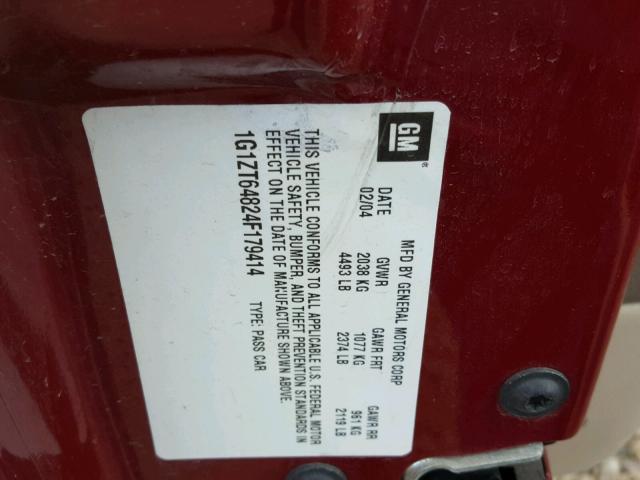 GM
MFD BY GENERAL MOTORS CORP
DATE GVWR GAWR FRT GAWR RR
02/04 2038 KG 1077 KG 961 KG
4493 LB 2374 LB 2119 LB
THIS VEHICLE CONFORMS TO ALL APPLICABLE U.S. FEDERAL MOTOR
VEHICLE SAFETY, BUMPER, AND THEFT PREVENTION STANDARDS IN
EFFECT ON THE DATE OF MANUFACTURE SHOWN ABOVE.
1G1ZT64824F179414 TYPE: PASS CAR